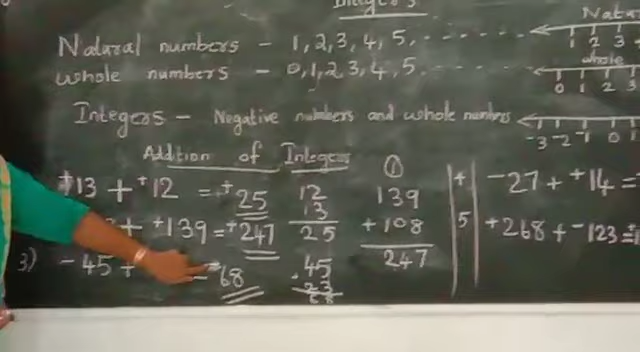 Integers
Natural numbers - 1, 2, 3, 4, 5. - - - - - -
whole numbers - 0, 1, 2, 3, 4, 5. - - - - - -
Integers - Negative numbers and whole numbers
Natu
1 2 3
whole
0 1 2 3
-3 -2 -1 0 1
Addition of Integers
+13 + +12 = +25
12
13
25
①
139
+108
247
+ +139 = +247
3) -45 +
-68
45
23
68
4 -27 + +14 =
5 +268 + -123 =